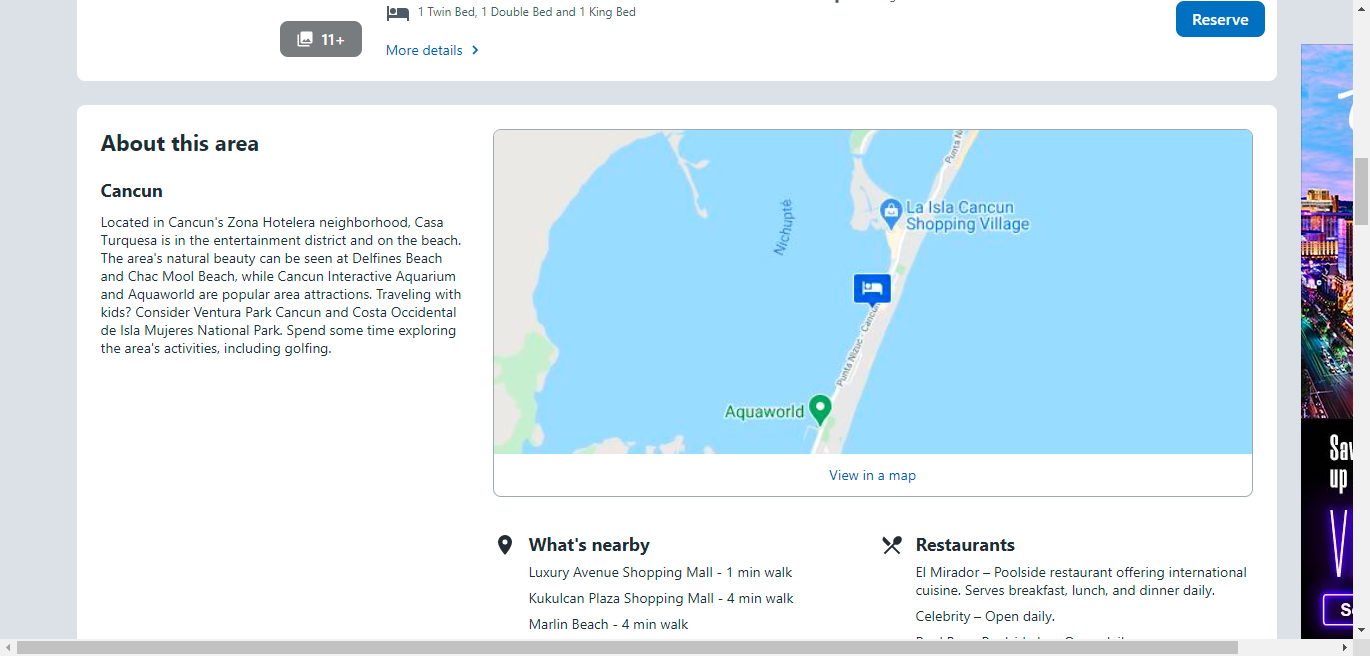 1 Twin Bed, 1 Double Bed and 1 King Bed
11+
More details
Reserve
About this area
Cancun
Located in Cancun's Zona Hotelera neighborhood, Casa
Turquesa is in the entertainment district and on the beach.
The area's natural beauty can be seen at Delfines Beach
and Chac Mool Beach, while Cancun Interactive Aquarium
and Aquaworld are popular area attractions. Traveling with
kids? Consider Ventura Park Cancun and Costa Occidental
de Isla Mujeres National Park. Spend some time exploring
the area's activities, including golfing.
Punta N
Nichupté
La Isla Cancun
Shopping Village
Punta Nizuc - Cancun
Aquaworld
View in a map
What's nearby
Luxury Avenue Shopping Mall - 1 min walk
Kukulcan Plaza Shopping Mall - 4 min walk
Marlin Beach - 4 min walk
Restaurants
El Mirador – Poolside restaurant offering international
cuisine. Serves breakfast, lunch, and dinner daily.
Celebrity – Open daily.
up